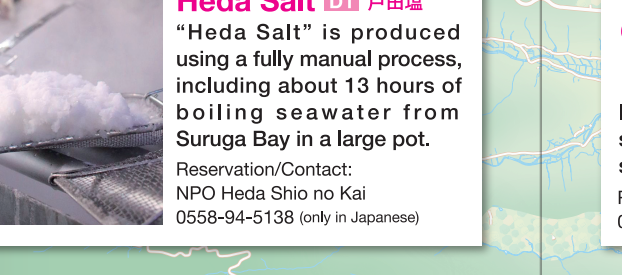 Heda Salt D1 戸田塩
“Heda Salt” is produced
using a fully manual process,
including about 13 hours of
boiling seawater from
Suruga Bay in a large pot.
Reservation/Contact:
NPO Heda Shio no Kai
0558-94-5138 (only in Japanese)